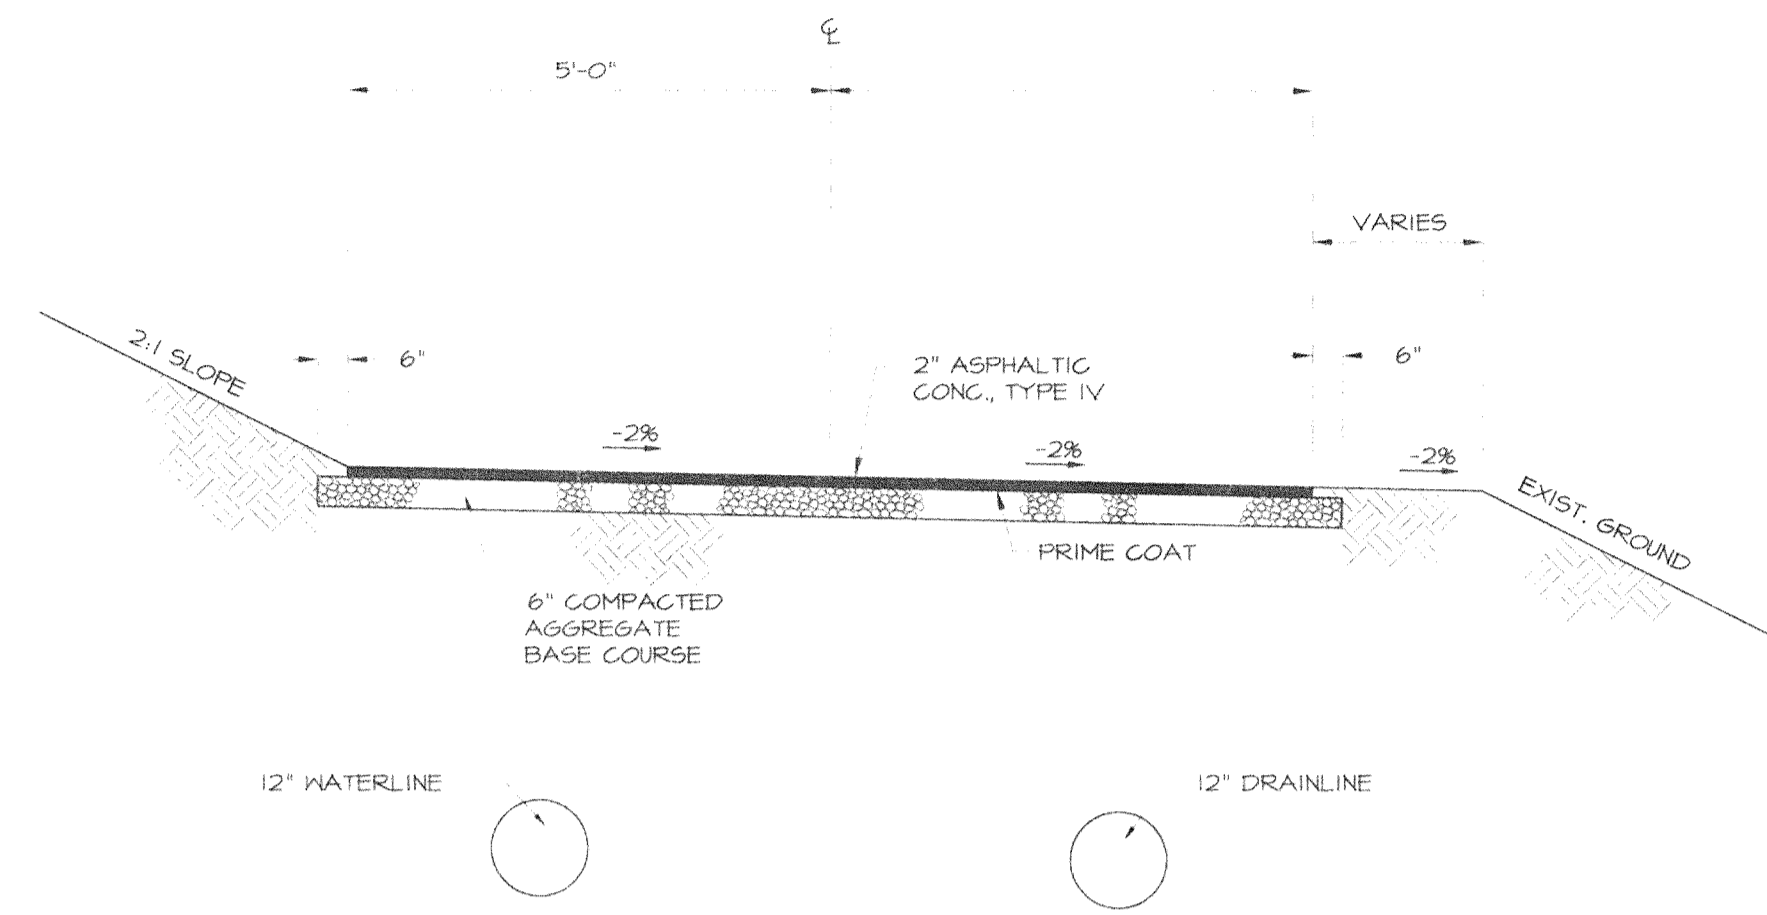 ℄
5'-0"
VARIES
2:1 SLOPE
6"
2" ASPHALTIC
CONC., TYPE IV
6"
-2%
-2%
-2%
EXIST. GROUND
PRIME COAT
6" COMPACTED
AGGREGATE
BASE COURSE
12" WATERLINE
12" DRAINLINE